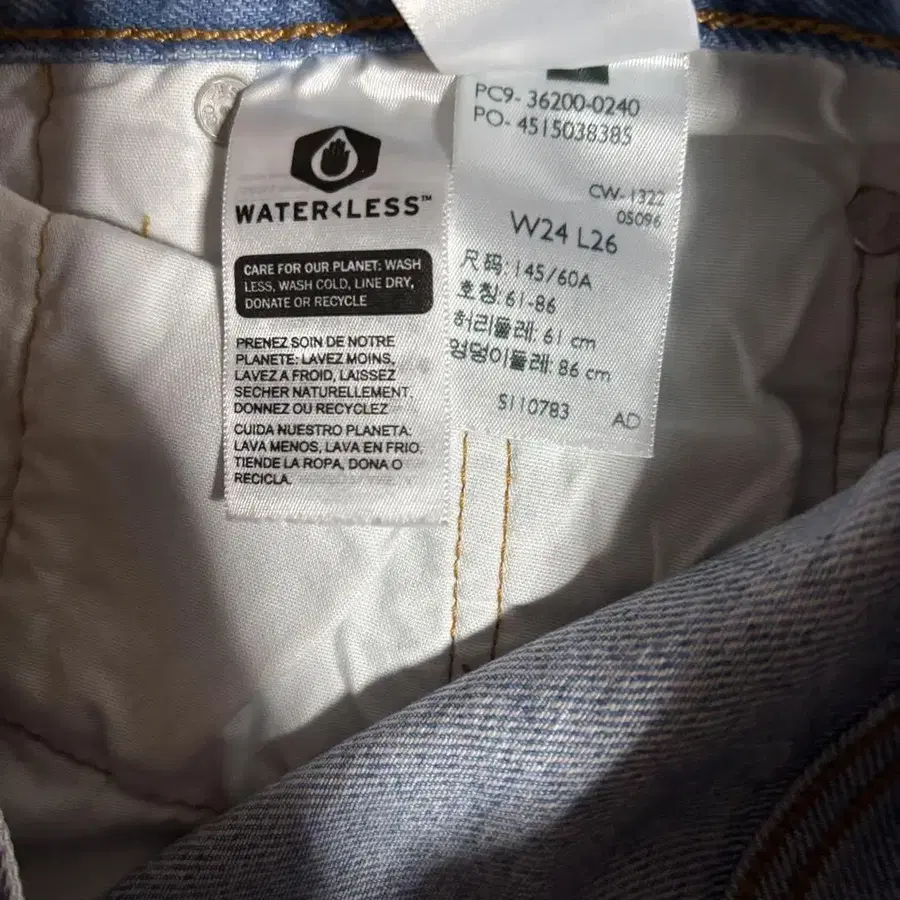 WATER<LESS™
CARE FOR OUR PLANET: WASH
LESS, WASH COLD, LINE DRY,
DONATE OR RECYCLE
PRENEZ SOIN DE NOTRE
PLANETE: LAVEZ MOINS,
LAVEZ A FROID, LAISSEZ
SECHER NATURELLEMENT,
DONNEZ OU RECYCLEZ
CUIDA NUESTRO PLANETA:
LAVA MENOS, LAVA EN FRIO,
TIENDE LA ROPA, DONA O
RECICLA.
PC9- 36200-0240
PO- 4515038385
CW- 1322
05096
W24 L26
尺码: 145/60A
호칭: 61-86
허리둘레: 61 cm
엉덩이둘레: 86 cm
S110783
AD